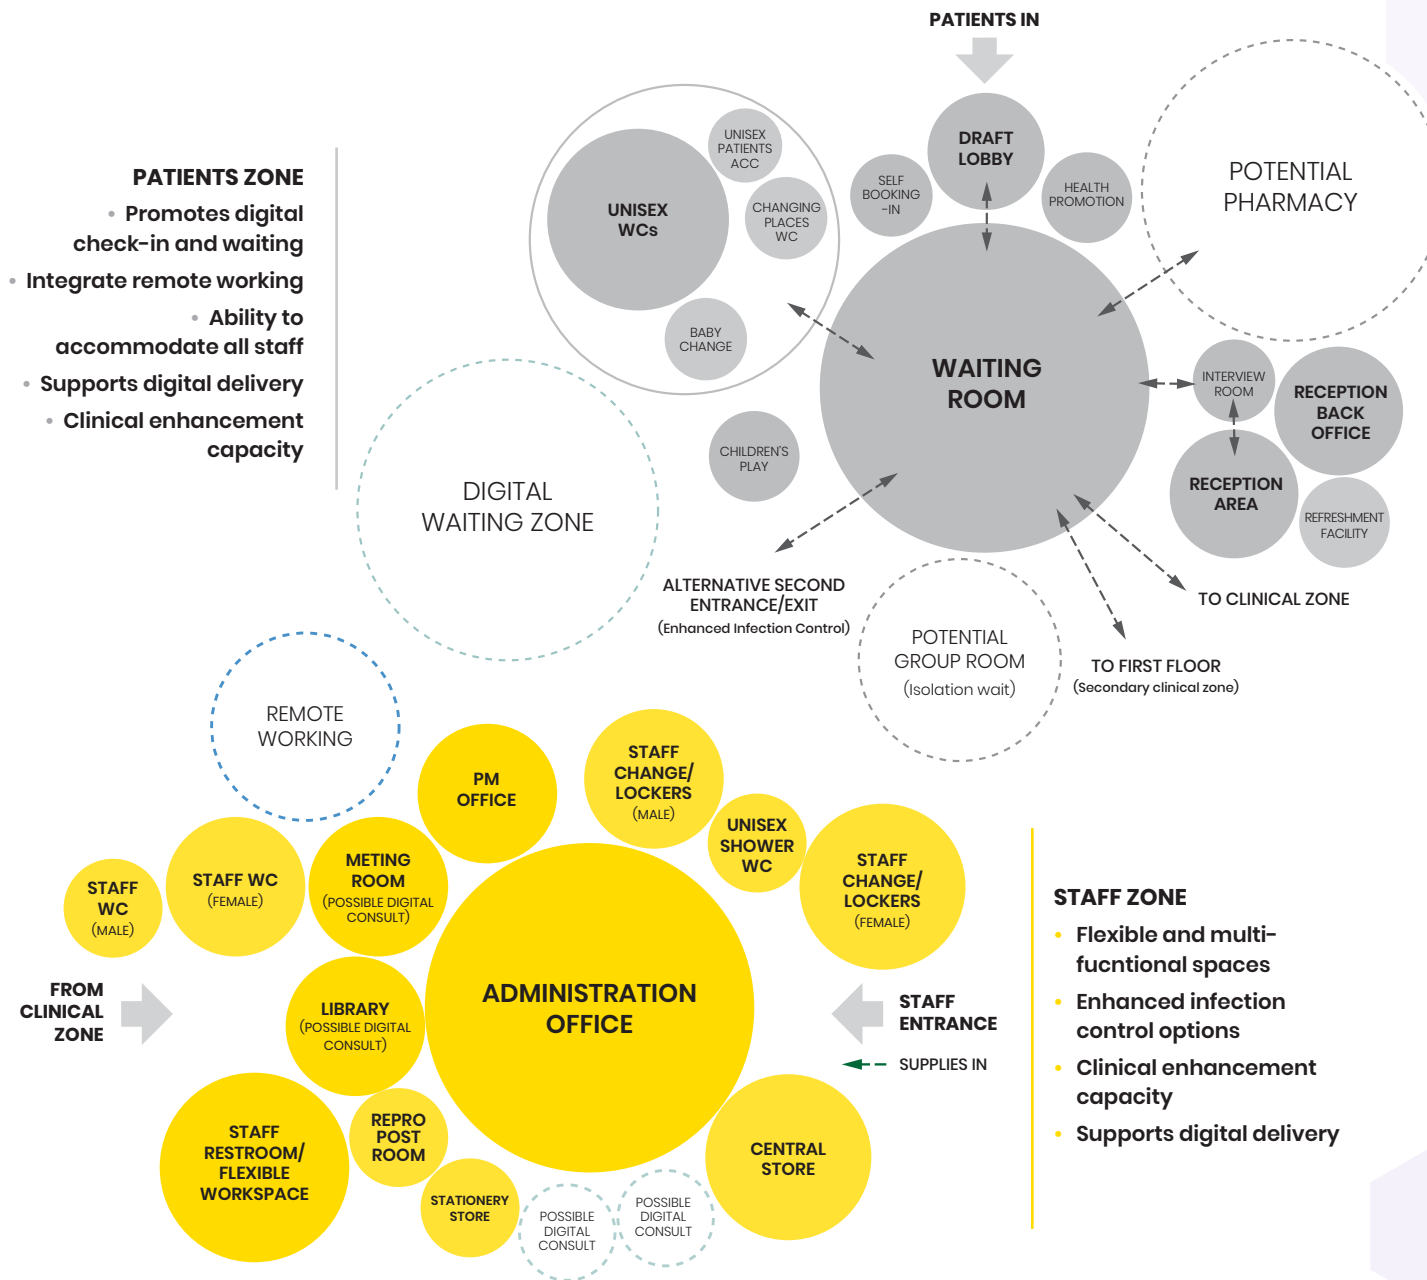 PATIENTS IN
PATIENTS ZONE
• Promotes digital
check-in and waiting
• Integrate remote working
• Ability to
accommodate all staff
• Supports digital delivery
• Clinical enhancement
capacity
UNISEX
WCs
UNISEX
PATIENTS
ACC
CHANGING
PLACES
WC
BABY
CHANGE
SELF
BOOKING
-IN
DRAFT
LOBBY
HEALTH
PROMOTION
POTENTIAL
PHARMACY
WAITING
ROOM
INTERVIEW
ROOM
RECEPTION
BACK
OFFICE
RECEPTION
AREA
REFRESHMENT
FACILITY
CHILDREN'S
PLAY
DIGITAL
WAITING ZONE
ALTERNATIVE SECOND
ENTRANCE/EXIT
(Enhanced Infection Control)
POTENTIAL
GROUP ROOM
(Isolation wait)
TO CLINICAL ZONE
TO FIRST FLOOR
(Secondary clinical zone)
REMOTE
WORKING
PM
OFFICE
STAFF
CHANGE/
LOCKERS
(MALE)
UNISEX
SHOWER
WC
STAFF
CHANGE/
LOCKERS
(FEMALE)
STAFF
WC
(MALE)
STAFF WC
(FEMALE)
METING
ROOM
(POSSIBLE DIGITAL
CONSULT)
FROM
CLINICAL
ZONE
LIBRARY
(POSSIBLE DIGITAL
CONSULT)
ADMINISTRATION
OFFICE
STAFF
ENTRANCE
SUPPLIES IN
STAFF
RESTROOM/
FLEXIBLE
WORKSPACE
REPRO
POST
ROOM
STATIONERY
STORE
POSSIBLE
DIGITAL
CONSULT
POSSIBLE
DIGITAL
CONSULT
CENTRAL
STORE
STAFF ZONE
• Flexible and multi-
fucntional spaces
• Enhanced infection
control options
• Clinical enhancement
capacity
• Supports digital delivery